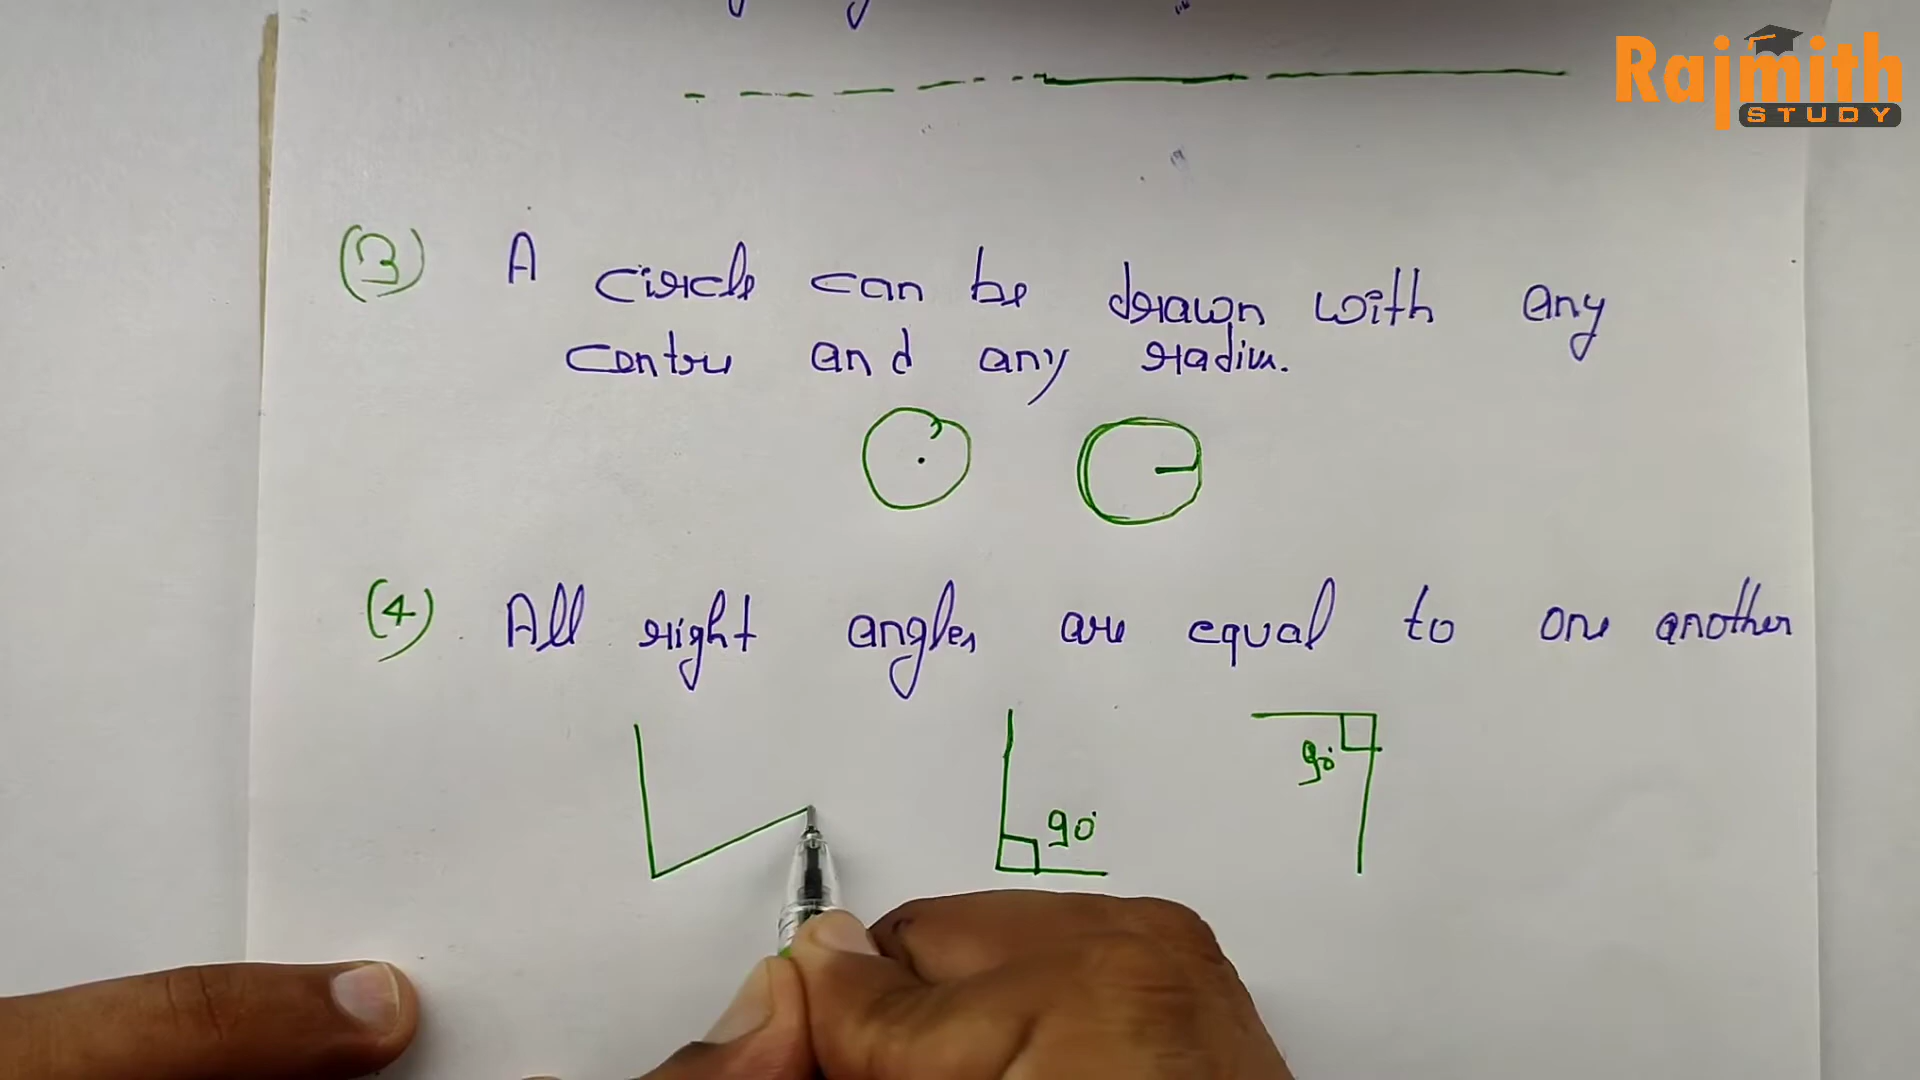 Rajmith
STUDY
(3) A circle can be drawn with any
centre and any radius.
(4) All right angles are equal to one another
90°
90°